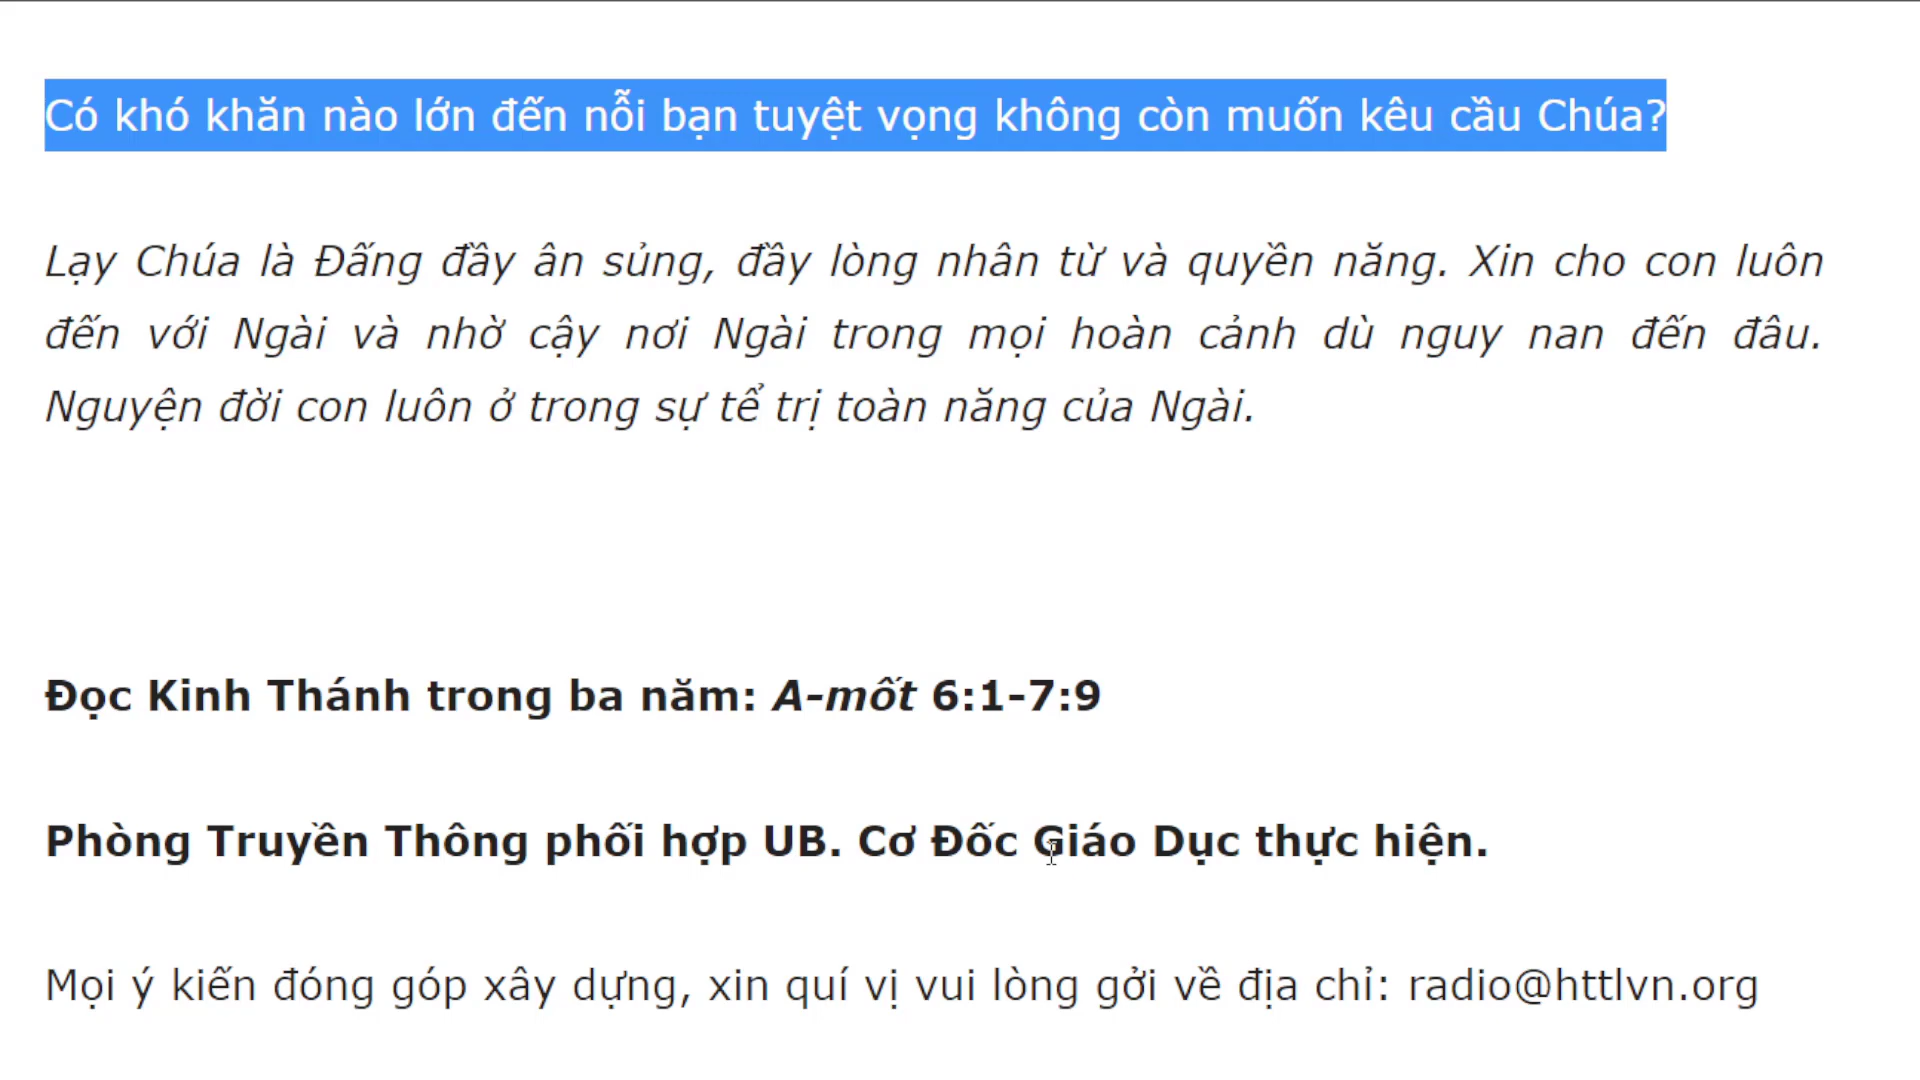 Có khó khăn nào lớn đến nỗi bạn tuyệt vọng không còn muốn kêu cầu Chúa?
Lạy Chúa là Đấng đầy ân sủng, đầy lòng nhân từ và quyền năng. Xin cho con luôn
đến với Ngài và nhờ cậy nơi Ngài trong mọi hoàn cảnh dù nguy nan đến đâu.
Nguyện đời con luôn ở trong sự tể trị toàn năng của Ngài.
Đọc Kinh Thánh trong ba năm: A-mốt 6:1-7:9
Phòng Truyền Thông phối hợp UB. Cơ Đốc Giáo Dục thực hiện.
Mọi ý kiến đóng góp xây dựng, xin quí vị vui lòng gởi về địa chỉ: radio@httlvn.org